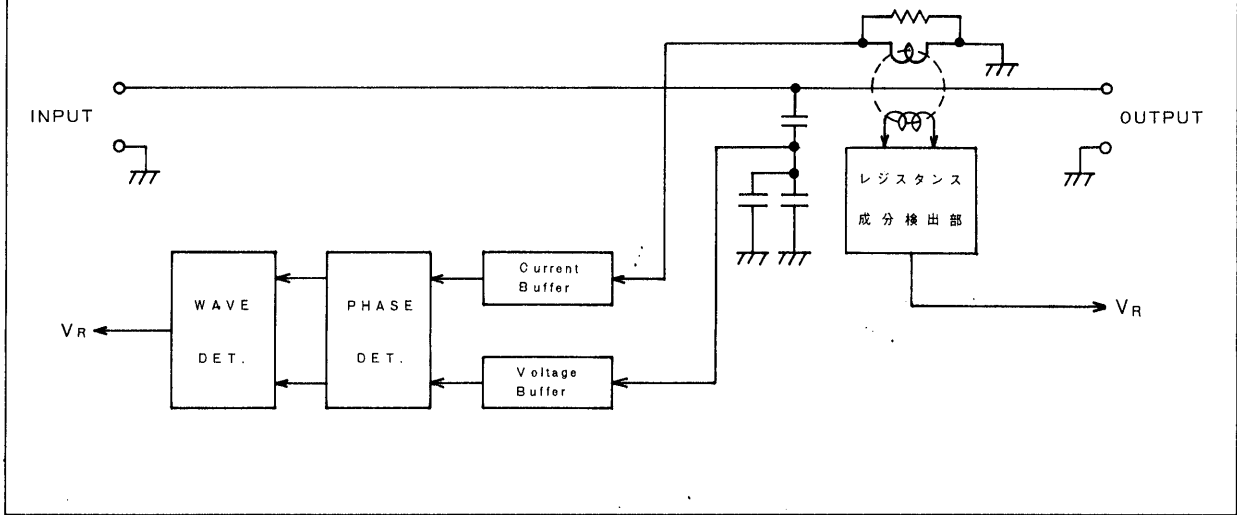 INPUT
OUTPUT
レジスタンス
成分検出部
Current
Buffer
WAVE
DET.
PHASE
DET.
VR
VR
Voltage
Buffer